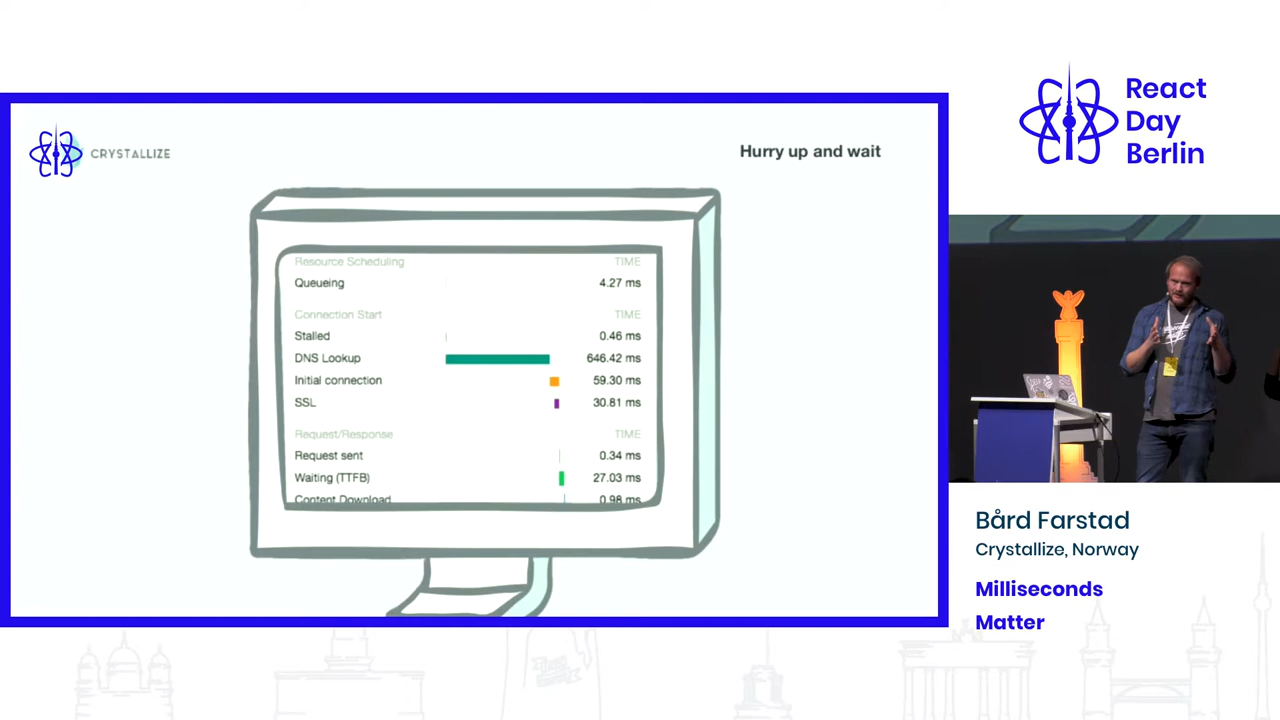 CRYSTALLIZE
Hurry up and wait
Resource Scheduling TIME
Queueing 4.27 ms
Connection Start TIME
Stalled 0.46 ms
DNS Lookup 646.42 ms
Initial connection 59.30 ms
SSL 30.81 ms
Request/Response TIME
Request sent 0.34 ms
Waiting (TTFB) 27.03 ms
Content Download 0.98 ms
React
Day
Berlin
Bård Farstad
Crystallize, Norway
Milliseconds
Matter